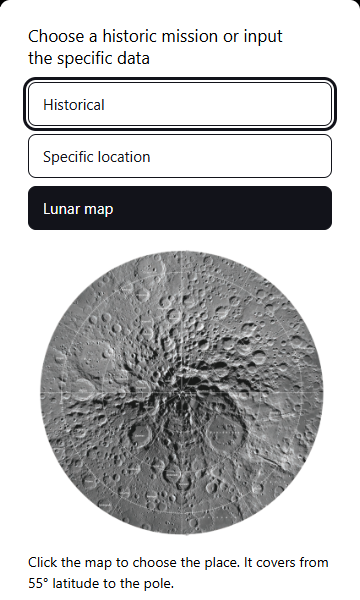 Choose a historic mission or input
the specific data
Historical
Specific location
Lunar map
Click the map to choose the place. It covers from
55° latitude to the pole.